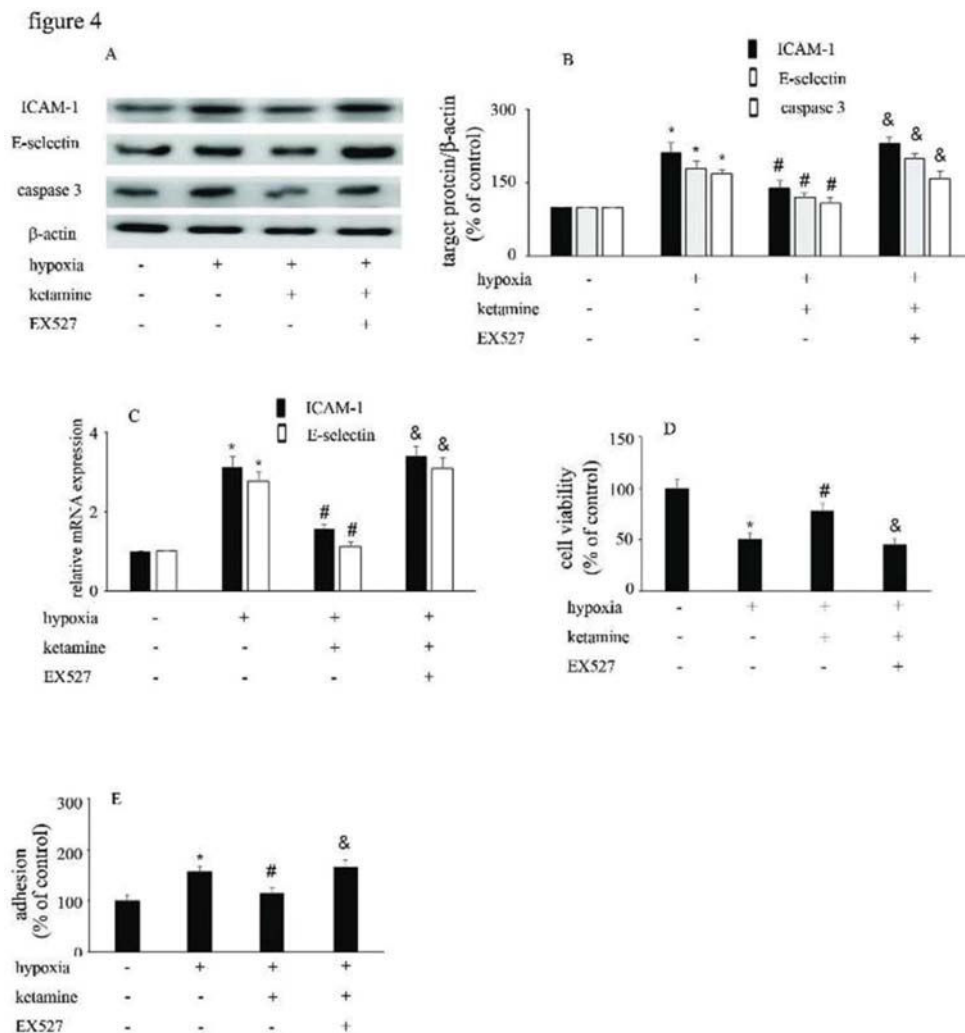 figure 4
A
ICAM-1
E-selectin
caspase 3
β-actin
hypoxia - + + +
ketamine - - + +
EX527 - - - +
B
ICAM-1
E-selectin
caspase 3
target protein/β-actin
(% of control)
300
150
0
* * *
# # #
& & &
hypoxia - + + +
ketamine - - + +
EX527 - - - +
C
ICAM-1
E-selectin
relative mRNA expression
4
2
0
* *
# #
& &
hypoxia - + + +
ketamine - - + +
EX527 - - - +
D
cell viability
(% of control)
150
100
50
0
*
#
&
hypoxia - + + +
ketamine - - + +
EX527 - - - +
E
adhesion
(% of control)
300
200
100
0
*
#
&
hypoxia - + + +
ketamine - - + +
EX527 - - - +